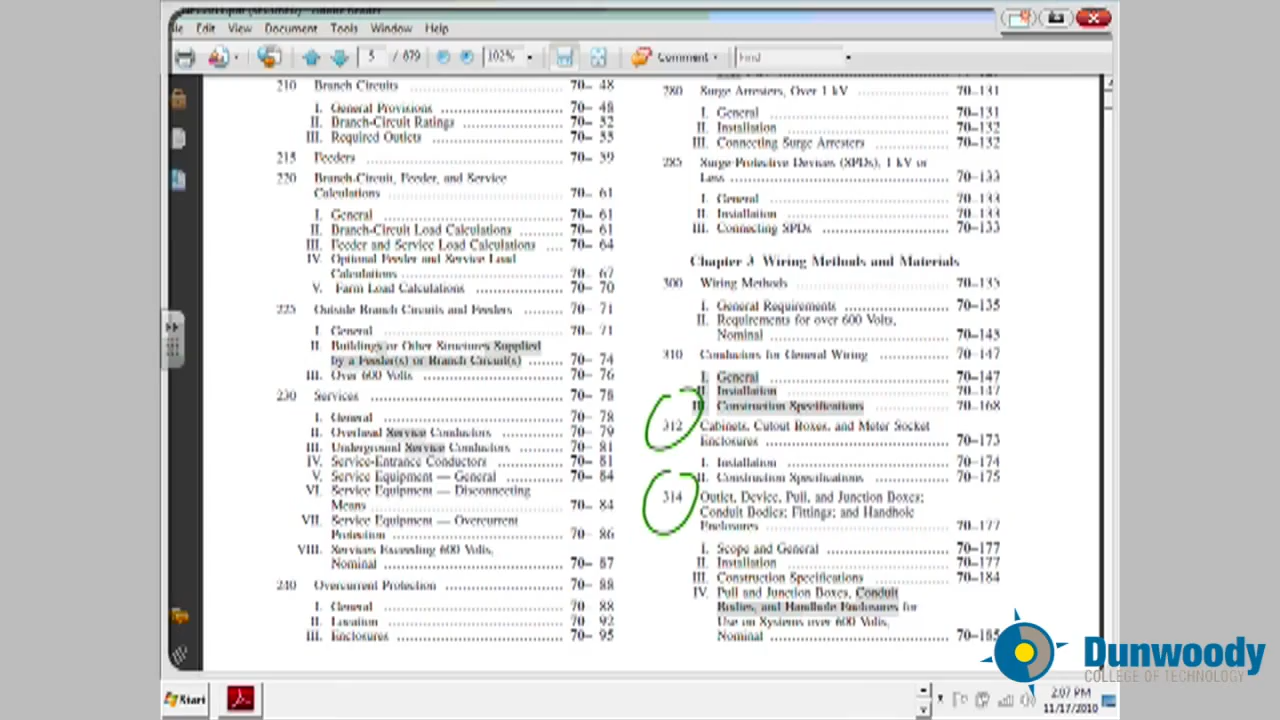 Edit View Document Tools Window Help
5 / 879 102% Comment Find
210 Branch Circuits 70– 48
I. General Provisions 70– 48
II. Branch-Circuit Ratings 70– 52
III. Required Outlets 70– 55
215 Feeders 70– 59
220 Branch-Circuit, Feeder, and Service
Calculations 70– 61
I. General 70– 61
II. Branch-Circuit Load Calculations 70– 61
III. Feeder and Service Load Calculations 70– 64
IV. Optional Feeder and Service Load
Calculations 70– 67
V. Farm Load Calculations 70– 70
225 Outside Branch Circuits and Feeders 70– 71
I. General 70– 71
II. Buildings or Other Structures Supplied
by a Feeder(s) or Branch Circuit(s) 70– 74
III. Over 600 Volts 70– 76
230 Services 70– 78
I. General 70– 78
II. Overhead Service Conductors 70– 79
III. Underground Service Conductors 70– 81
IV. Service-Entrance Conductors 70– 81
V. Service Equipment — General 70– 84
VI. Service Equipment — Disconnecting
Means 70– 84
VII. Service Equipment — Overcurrent
Protection 70– 86
VIII. Services Exceeding 600 Volts,
Nominal 70– 87
240 Overcurrent Protection 70– 88
I. General 70– 88
II. Location 70– 92
III. Enclosures 70– 95
280 Surge Arresters, Over 1 kV 70–131
I. General 70–131
II. Installation 70–132
III. Connecting Surge Arresters 70–132
285 Surge-Protective Devices (SPDs), 1 kV or
Less 70–133
I. General 70–133
II. Installation 70–133
III. Connecting SPDs 70–133
Chapter 3 Wiring Methods and Materials
300 Wiring Methods 70–135
I. General Requirements 70–135
II. Requirements for over 600 Volts,
Nominal 70–145
310 Conductors for General Wiring 70–147
I. General 70–147
II. Installation 70–147
III. Construction Specifications 70–168
312 Cabinets, Cutout Boxes, and Meter Socket
Enclosures 70–173
I. Installation 70–174
II. Construction Specifications 70–175
314 Outlet, Device, Pull, and Junction Boxes;
Conduit Bodies; Fittings; and Handhole
Enclosures 70–177
I. Scope and General 70–177
II. Installation 70–177
III. Construction Specifications 70–184
IV. Pull and Junction Boxes, Conduit
Bodies, and Handhole Enclosures for
Use on Systems over 600 Volts,
Nominal 70–185
Dunwoody
COLLEGE OF TECHNOLOGY
Start
2:07 PM
11/17/2010